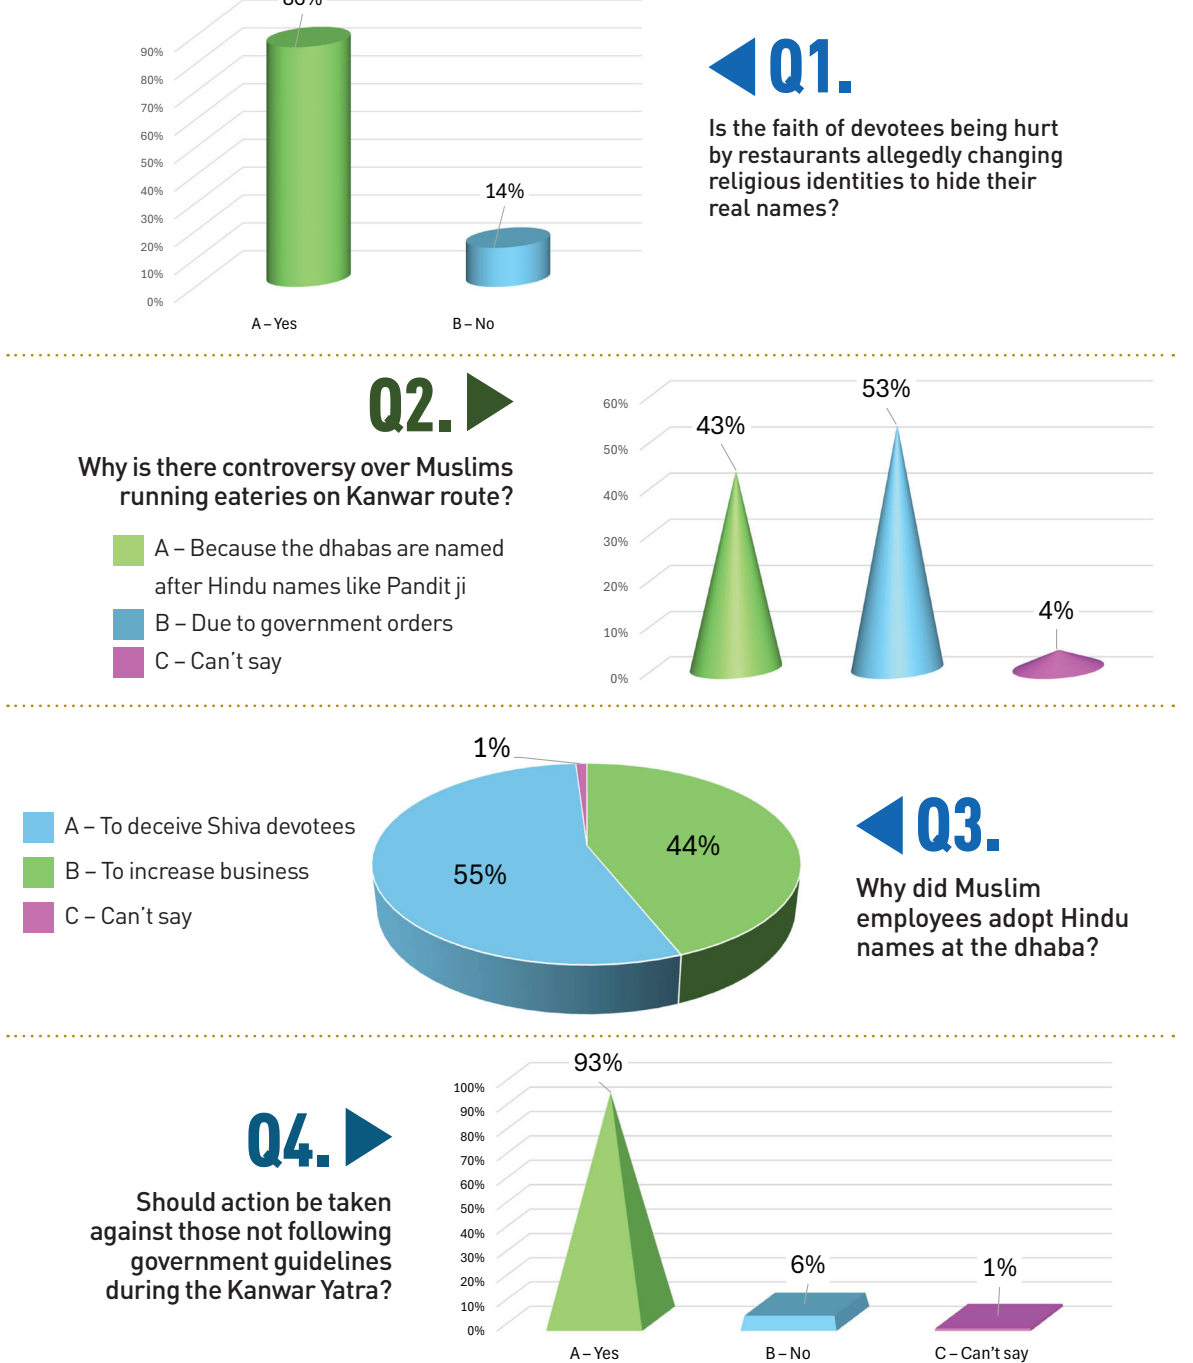 86%
90%
80%
70%
60%
50%
40%
30%
20%
10%
0%
14%
A – Yes
B – No
Q1.
Is the faith of devotees being hurt
by restaurants allegedly changing
religious identities to hide their
real names?
Q2.
Why is there controversy over Muslims
running eateries on Kanwar route?
A – Because the dhabas are named
after Hindu names like Pandit ji
B – Due to government orders
C – Can't say
60%
50%
40%
30%
20%
10%
0%
43%
53%
4%
A – To deceive Shiva devotees
B – To increase business
C – Can't say
1%
55%
44%
Q3.
Why did Muslim
employees adopt Hindu
names at the dhaba?
Q4.
Should action be taken
against those not following
government guidelines
during the Kanwar Yatra?
100%
90%
80%
70%
60%
50%
40%
30%
20%
10%
0%
93%
6%
1%
A – Yes
B – No
C – Can't say